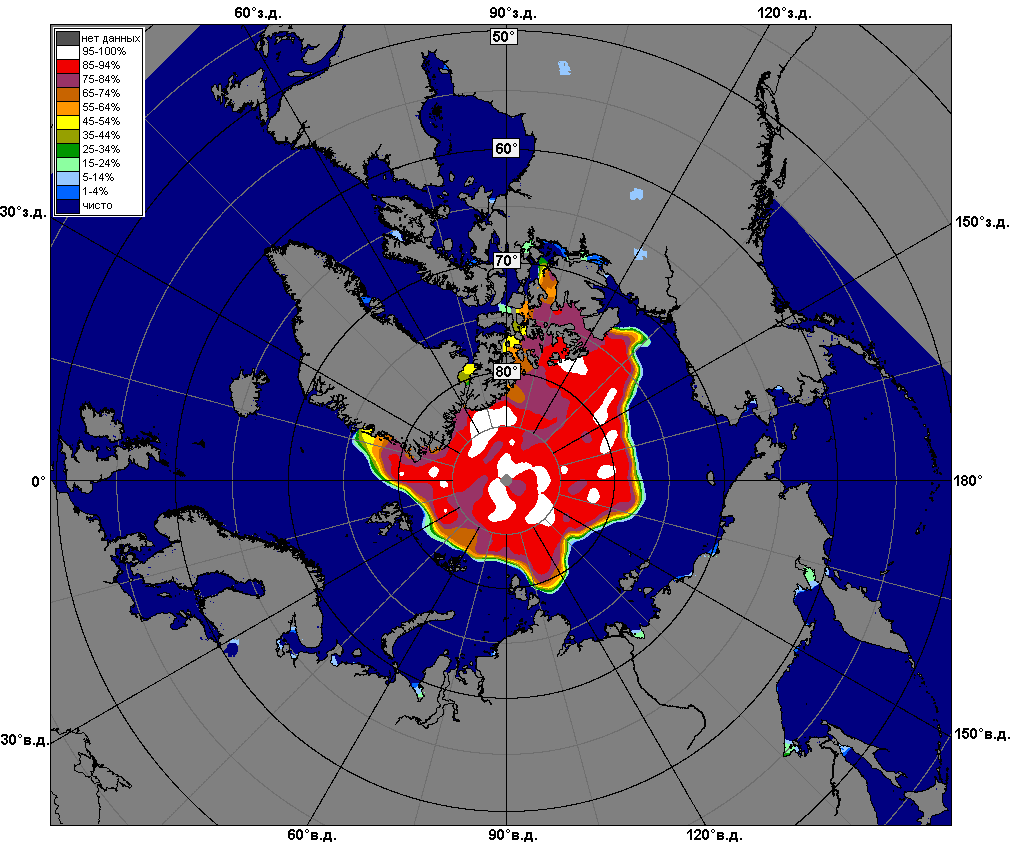 60°з.д.
90°з.д.
120°з.д.
нет данных
95-100%
85-94%
75-84%
65-74%
55-64%
45-54%
35-44%
25-34%
15-24%
5-14%
1-4%
чисто
50°
60°
70°
80°
30°з.д.
150°з.д.
0°
180°
30°в.д.
150°в.д.
60°в.д.
90°в.д.
120°в.д.